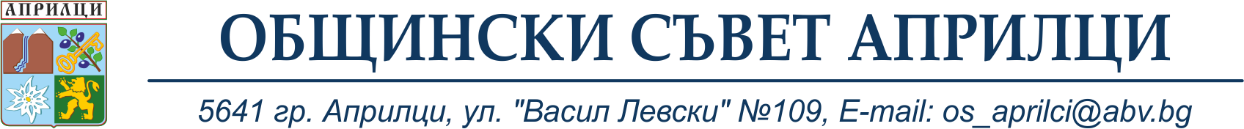 АПРИЛЦИ
ОБЩИНСКИ СЪВЕТ АПРИЛЦИ
5641 гр. Априлци, ул. "Васил Левски" №109, E-mail: os_aprilci@abv.bg